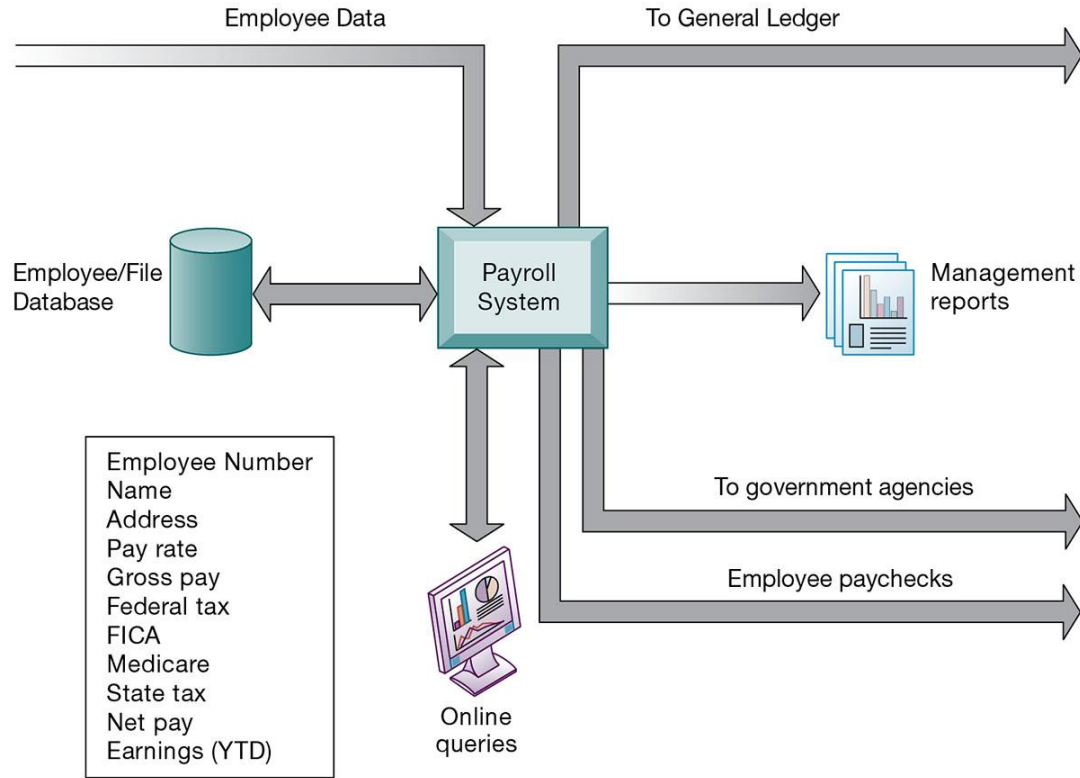 Employee Data
To General Ledger
Employee/File
Database
Payroll
System
Management
reports
Employee Number
Name
Address
Pay rate
Gross pay
Federal tax
FICA
Medicare
State tax
Net pay
Earnings (YTD)
To government agencies
Employee paychecks
Online
queries